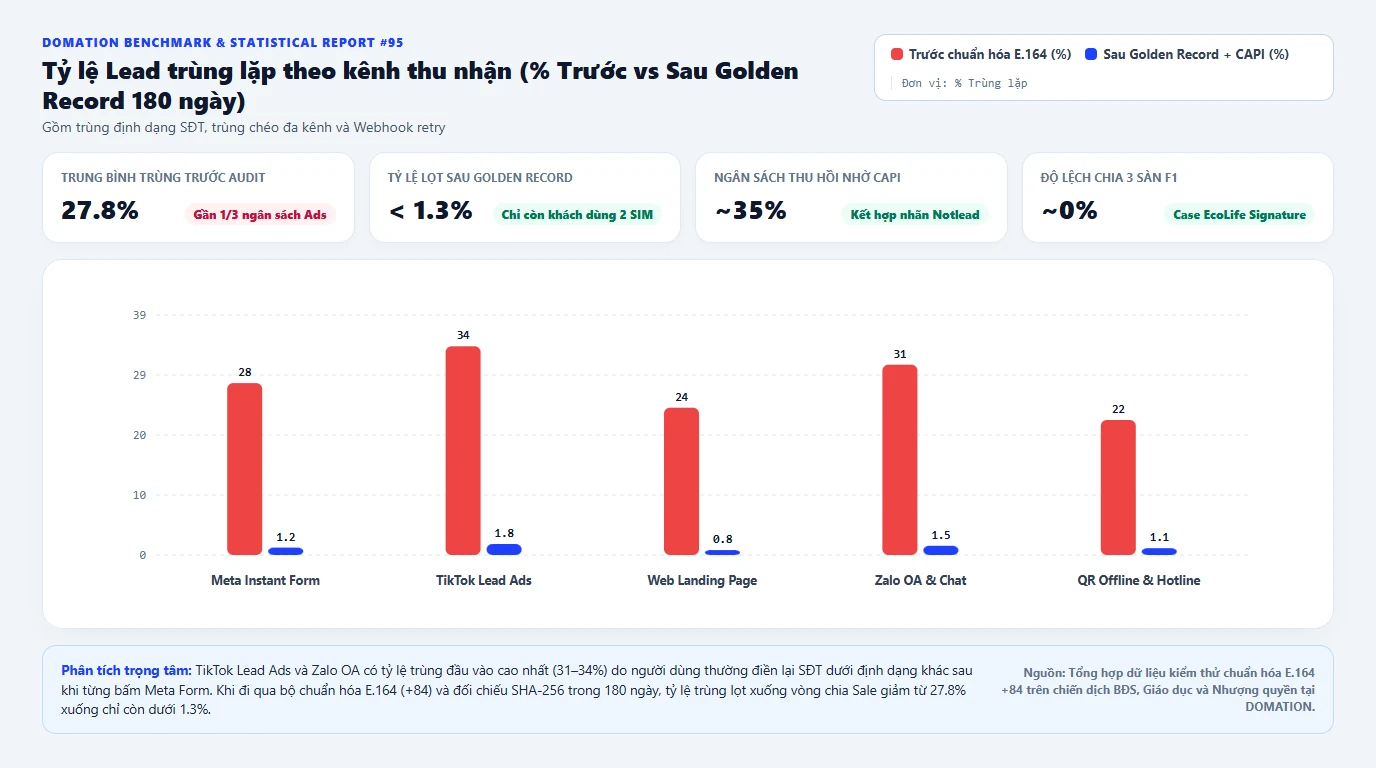 DOMATION BENCHMARK & STATISTICAL REPORT #95
Tỷ lệ Lead trùng lặp theo kênh thu nhận (% Trước vs Sau Golden
Record 180 ngày)
Gồm trùng định dạng SĐT, trùng chéo đa kênh và Webhook retry
Trước chuẩn hóa E.164 (%)
Sau Golden Record + CAPI (%)
Đơn vị: % Trùng lặp
TRUNG BÌNH TRÙNG TRƯỚC AUDIT
27.8%
Gần 1/3 ngân sách Ads
TỶ LỆ LỌT SAU GOLDEN RECORD
< 1.3%
Chỉ còn khách dùng 2 SIM
NGÂN SÁCH THU HỒI NHỜ CAPI
~35%
Kết hợp nhãn Notlead
ĐỘ LỆCH CHIA 3 SÀN F1
~0%
Case EcoLife Signature
39
29
20
10
0
28
1.2
34
1.8
24
0.8
31
1.5
22
1.1
Meta Instant Form
TikTok Lead Ads
Web Landing Page
Zalo OA & Chat
QR Offline & Hotline
Phân tích trọng tâm: TikTok Lead Ads và Zalo OA có tỷ lệ trùng đầu vào cao nhất (31–34%) do người dùng thường điền lại SĐT dưới định dạng khác sau
khi từng bấm Meta Form. Khi đi qua bộ chuẩn hóa E.164 (+84) và đối chiếu SHA-256 trong 180 ngày, tỷ lệ trùng lọt xuống vòng chia Sale giảm từ 27.8%
xuống chỉ còn dưới 1.3%.
Nguồn: Tổng hợp dữ liệu kiểm thử chuẩn hóa E.164
+84 trên chiến dịch BĐS, Giáo dục và Nhượng quyền tại
DOMATION.